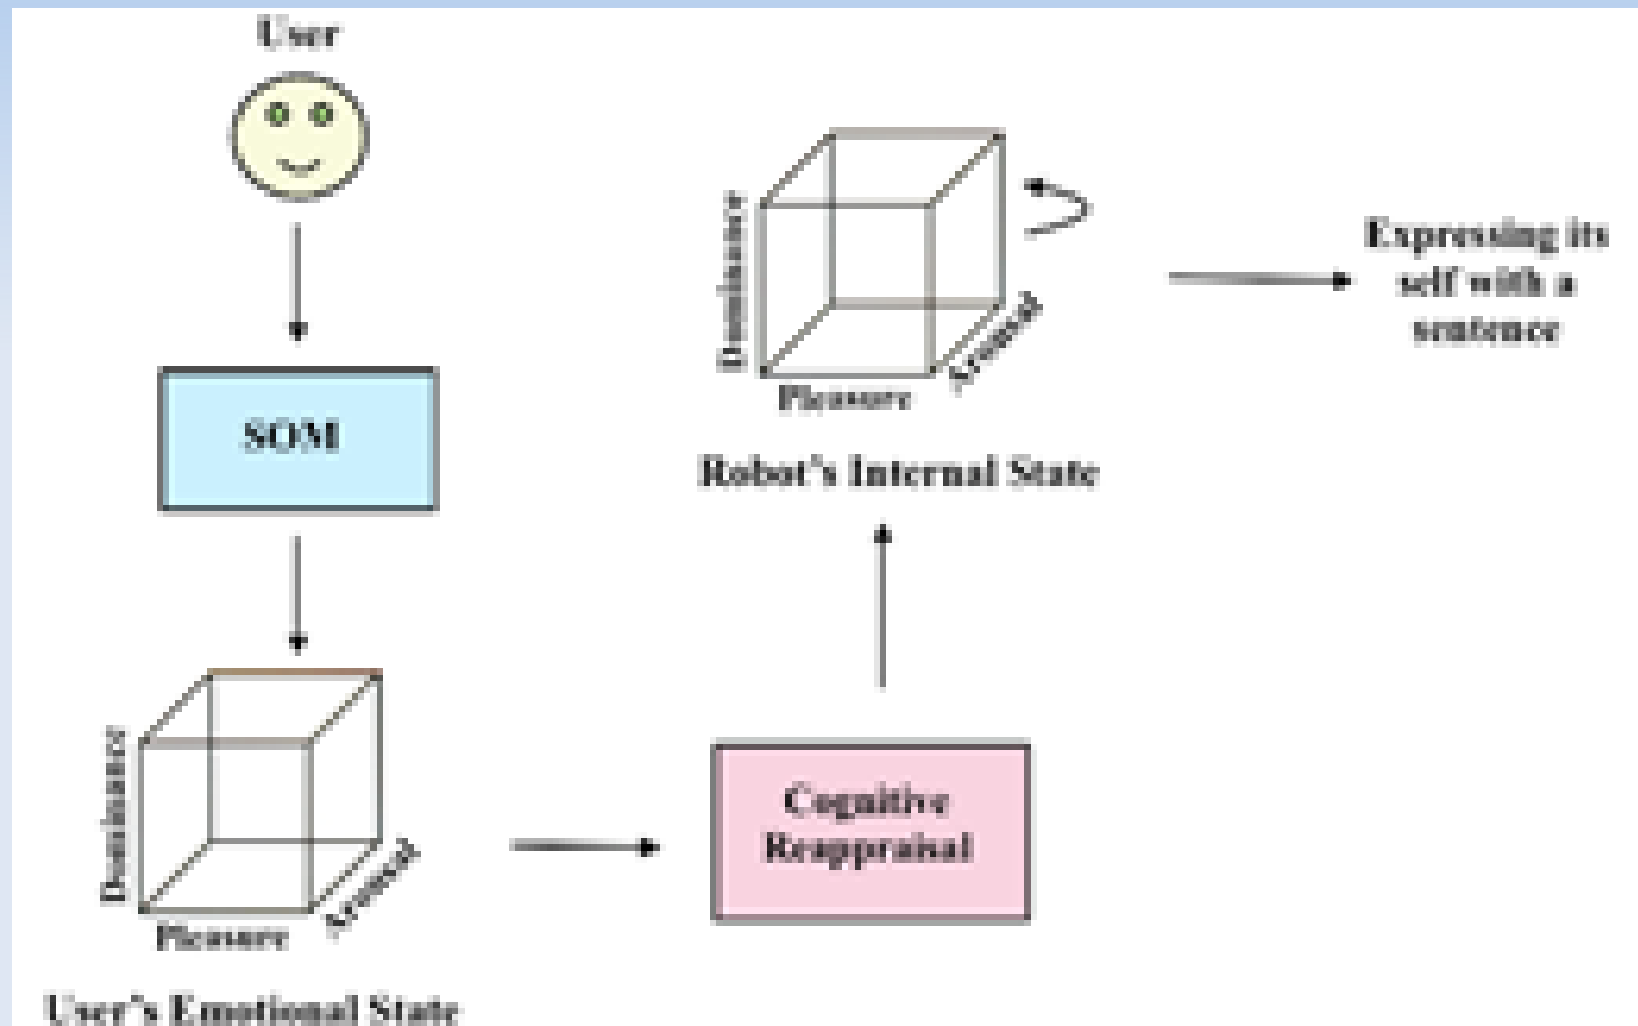 User
SOM
Dominance
Pleasure
Arousal
User's Emotional State
Cognitive
Reappraisal
Dominance
Pleasure
Arousal
Robot's Internal State
Expressing its
self with a
sentence